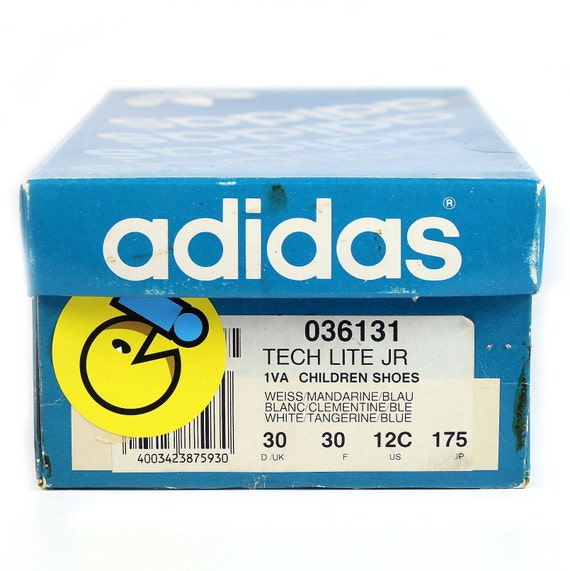 adidas®
036131
TECH LITE JR
1VA CHILDREN SHOES
WEISS/MANDARINE/BLAU
BLANC/CLEMENTINE/BLE
WHITE/TANGERINE/BLUE
30 30 12C 175
D/UK F US JP
4003423875930